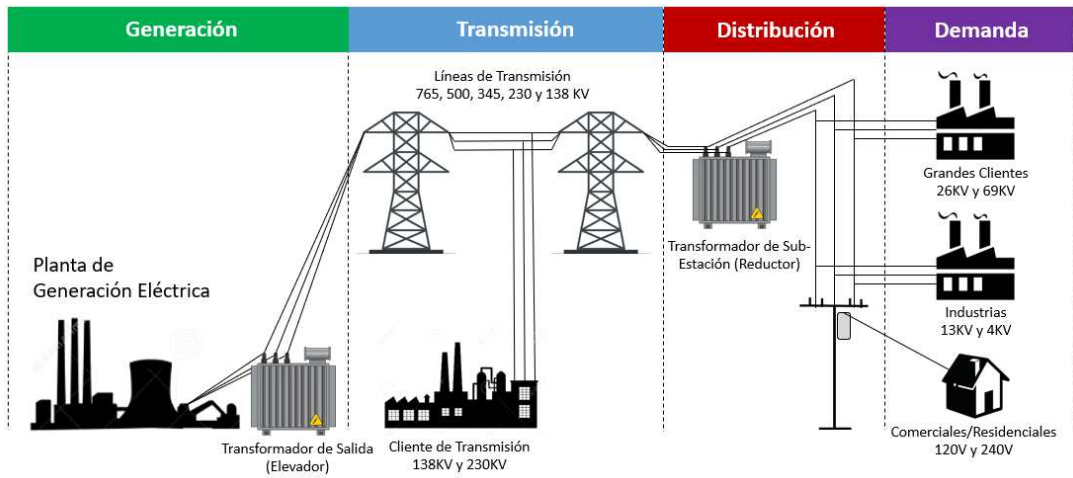 Generación
Transmisión
Distribución
Demanda
Líneas de Transmisión
765, 500, 345, 230 y 138 KV
Grandes Clientes
26KV y 69KV
Transformador de Sub-
Estación (Reductor)
Planta de
Generación Eléctrica
Industrias
13KV y 4KV
Transformador de Salida
(Elevador)
Cliente de Transmisión
138KV y 230KV
Comerciales/Residenciales
120V y 240V